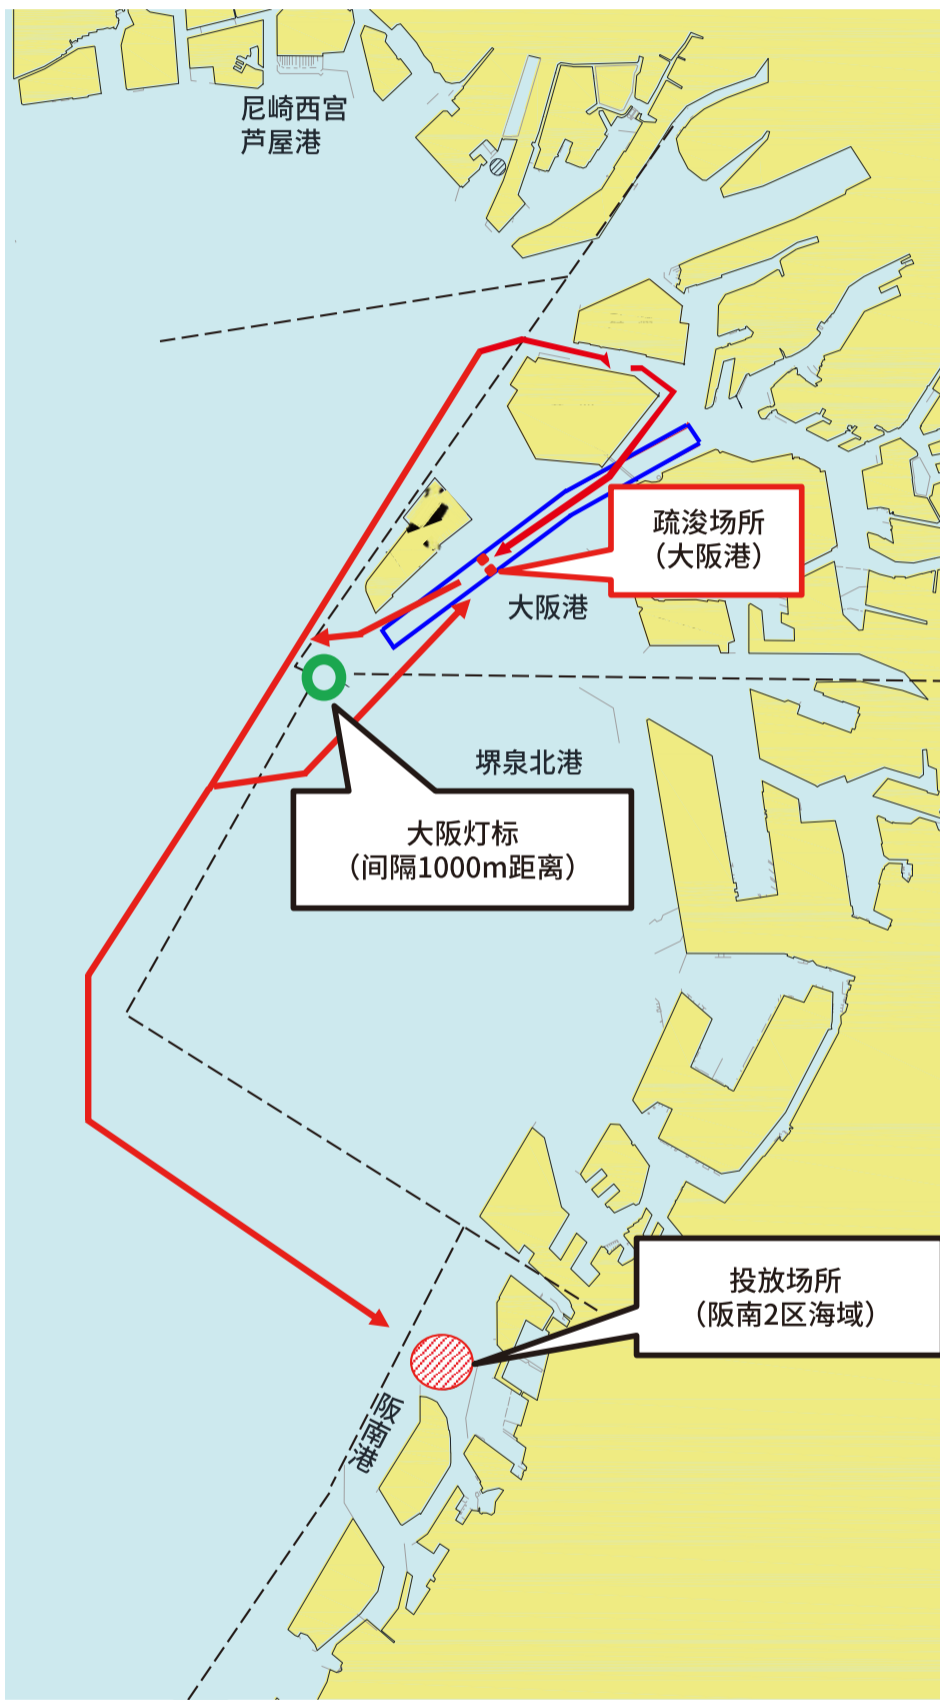 尼崎西宫
芦屋港
疏浚场所
（大阪港）
大阪港
堺泉北港
大阪灯标
（间隔1000m距离）
投放场所
（阪南2区海域）
阪南港